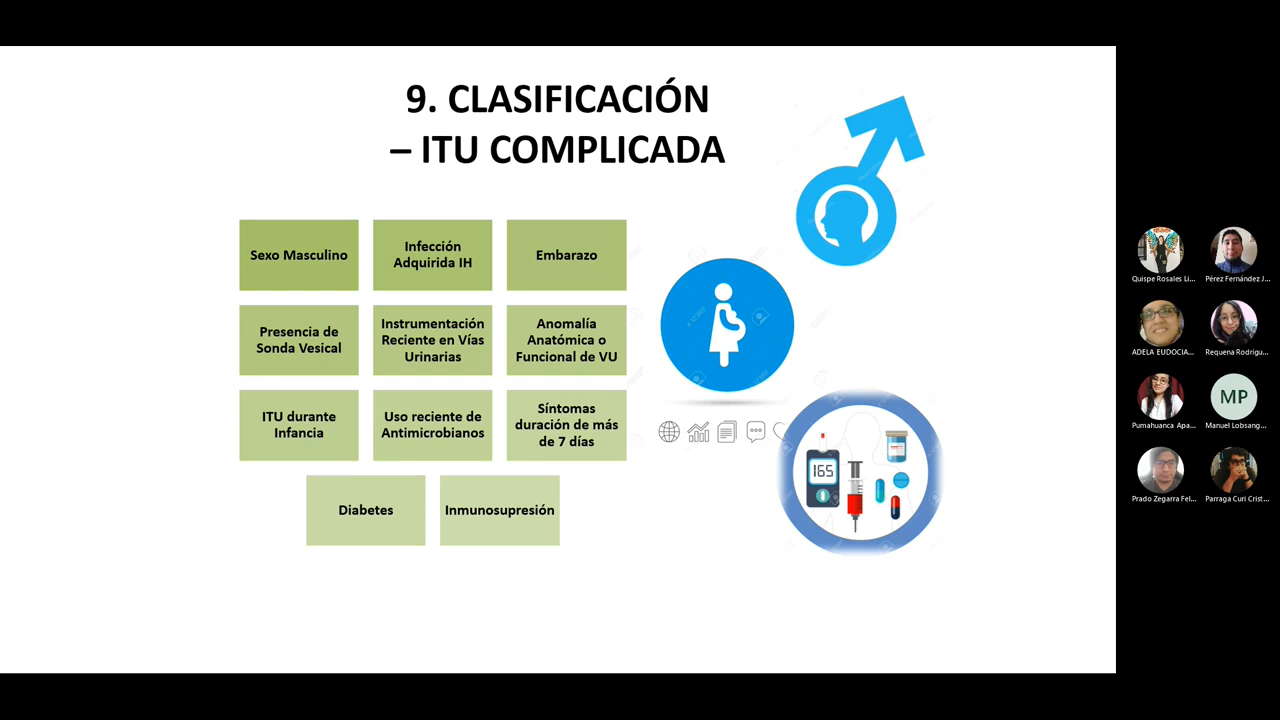 9. CLASIFICACIÓN
– ITU COMPLICADA
Sexo Masculino
Infección
Adquirida IH
Embarazo
Presencia de
Sonda Vesical
Instrumentación
Reciente en Vías
Urinarias
Anomalía
Anatómica o
Funcional de VU
ITU durante
Infancia
Uso reciente de
Antimicrobianos
Síntomas
duración de más
de 7 días
Diabetes
Inmunosupresión
165
Quispe Rosales Li...
Pérez Fernández J...
ADELA EUDOCIA...
Requena Rodrigu...
MP
Pumahuanca Apa...
Manuel Lobsang...
Prado Zegarra Fel...
Parraga Curi Crist...